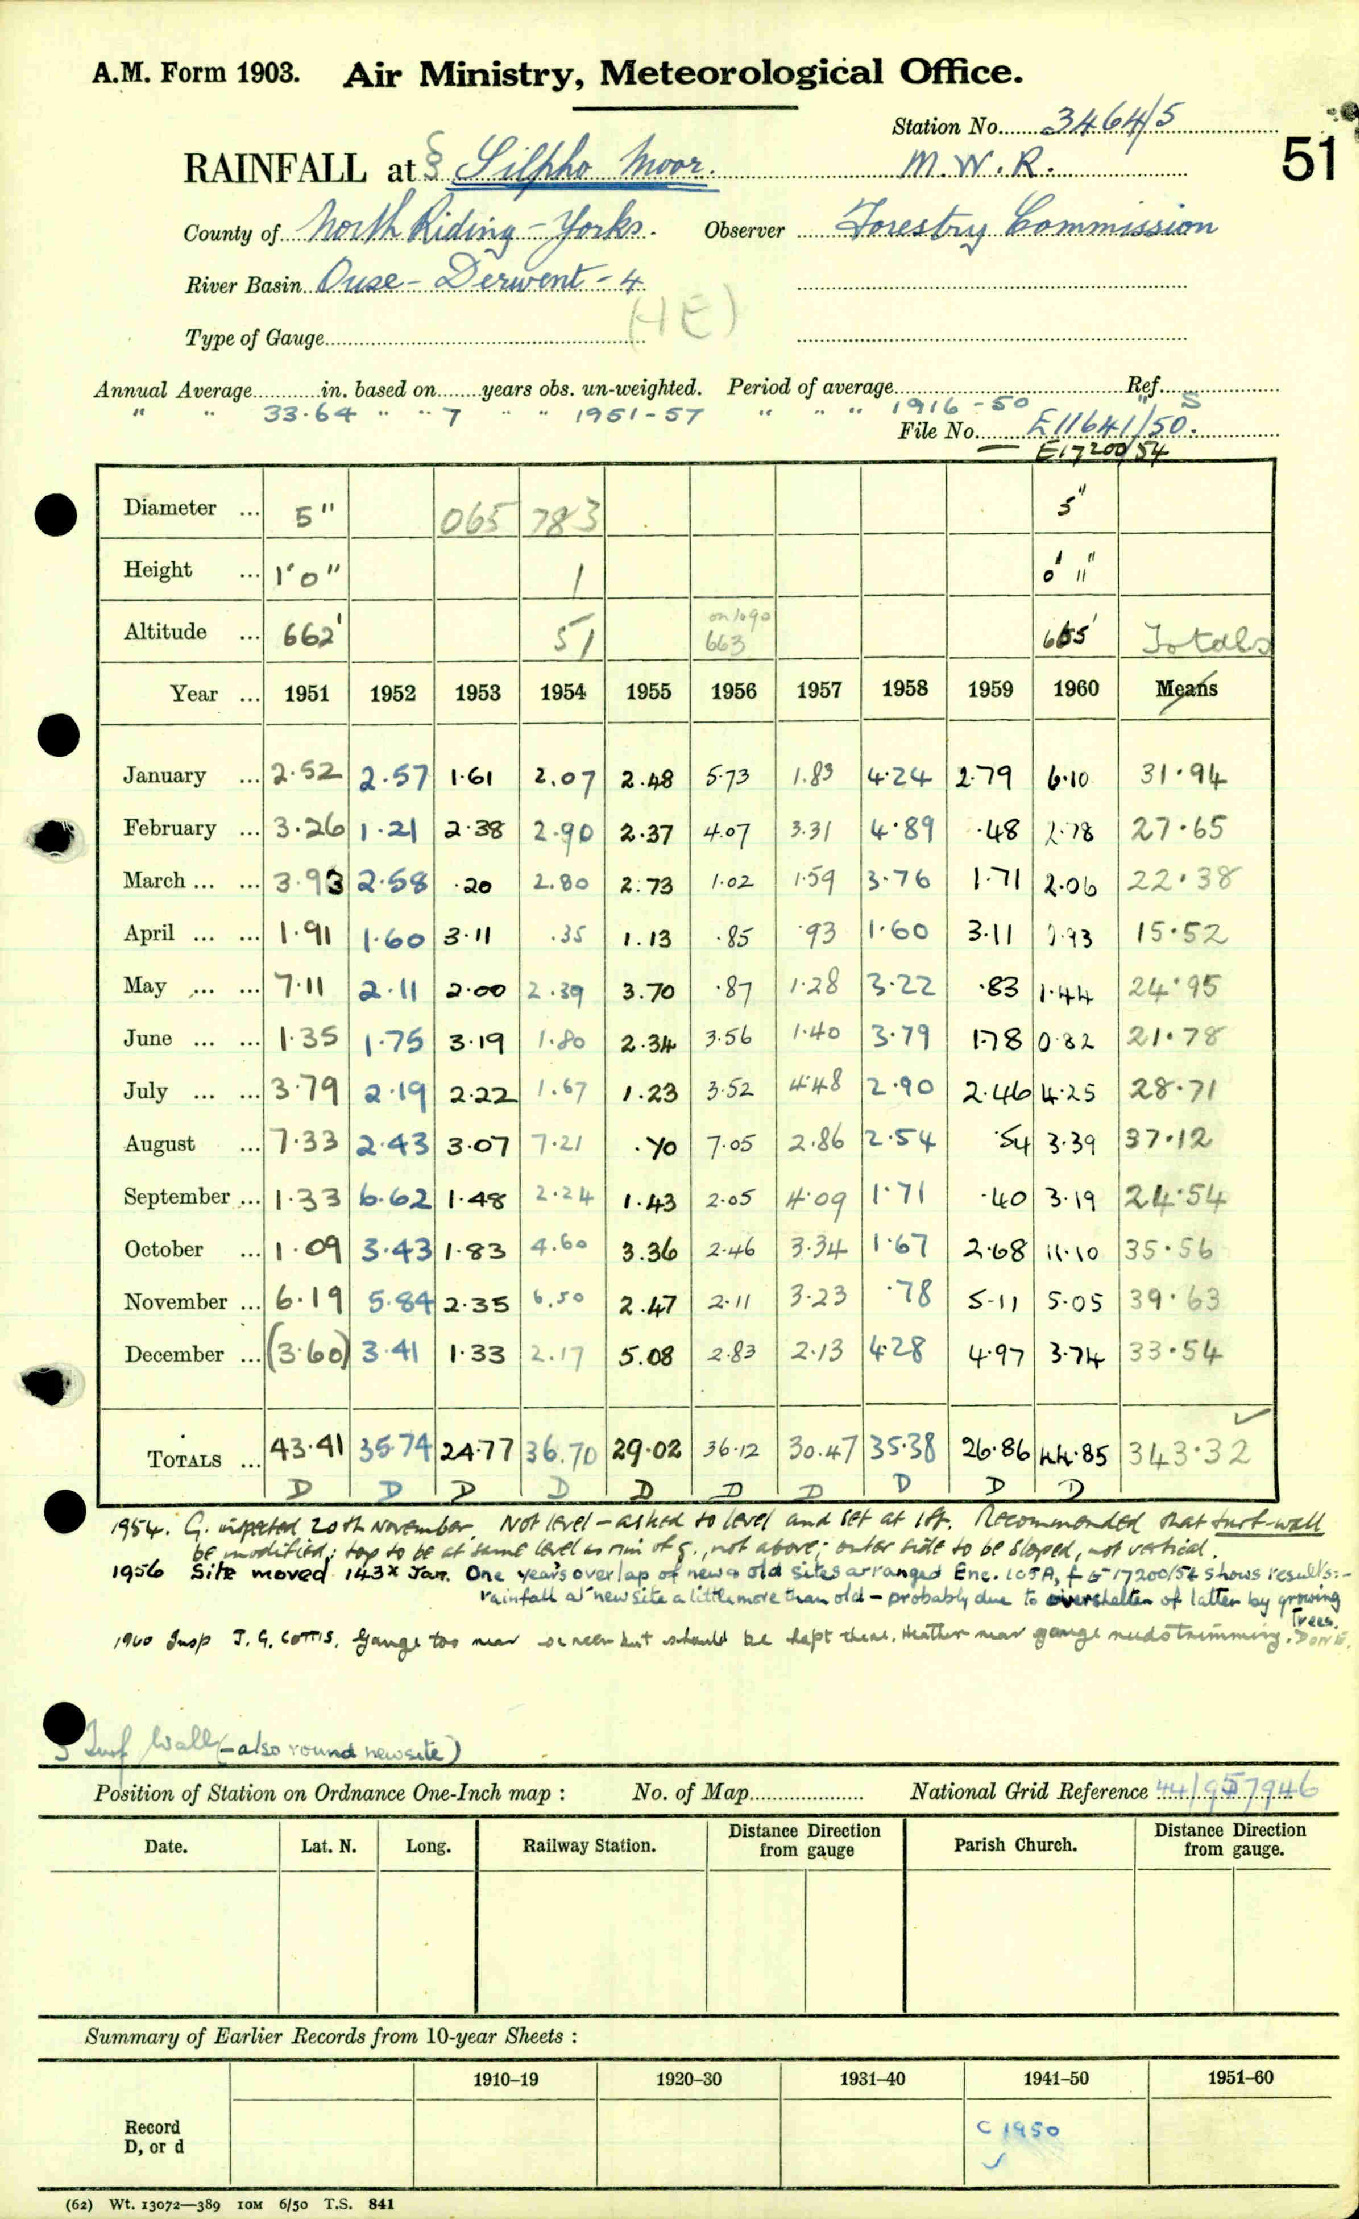 A.M. Form 1903. Air Ministry, Meteorological Office.
Station No. 3464/5
51
RAINFALL at § Silpho Moor. M.W.R.
County of North Riding - Yorks. Observer Forestry Commission
River Basin Ouse - Derwent - 4
(HE)
Type of Gauge
Annual Average in. based on years obs. un-weighted. Period of average Ref.
" " 33.64 " " 7 " " 1951-57 " " " 1916-50 " S
File No. E11641/50.
E17200/54
Diameter ... 5" 065 783 5"
Height ... 1'0" 1 0' 11"
Altitude ... 662' 51 663 665' Totals
Year ... 1951 1952 1953 1954 1955 1956 1957 1958 1959 1960 Means
January ... 2.52 2.57 1.61 2.07 2.48 5.73 1.83 4.24 2.79 6.10 31.94
February ... 3.26 1.21 2.38 2.90 2.37 4.07 3.31 4.89 .48 2.78 27.65
March ... ... 3.93 2.58 .20 2.80 2.73 1.02 1.59 3.76 1.71 2.06 22.38
April ... ... 1.91 1.60 3.11 .35 1.13 .85 .93 1.60 3.11 0.93 15.52
May ... ... 7.11 2.11 2.00 2.39 3.70 .87 1.28 3.22 .83 1.44 24.95
June ... ... 1.35 1.75 3.19 1.80 2.34 3.56 1.40 3.79 1.78 0.82 21.78
July ... ... 3.79 2.19 2.22 1.67 1.23 3.52 4.48 2.90 2.46 4.25 28.71
August ... 7.33 2.43 3.07 7.21 .70 7.05 2.86 2.54 .54 3.39 37.12
September ... 1.33 6.62 1.48 2.24 1.43 2.05 4.09 1.71 .40 3.19 24.54
October ... 1.09 3.43 1.83 4.60 3.36 2.46 3.34 1.67 2.68 11.10 35.56
November ... 6.19 5.84 2.35 6.50 2.47 2.11 3.23 .78 5.11 5.05 39.63
December ... (3.60) 3.41 1.33 2.17 5.08 2.83 2.13 4.28 4.97 3.74 33.54
TOTALS ... 43.41 35.74 24.77 36.70 29.02 36.12 30.47 35.38 26.86 44.85 343.32 ✓
D D D D D D D D D D
1954. G. inspected 20th November. Not level - asked to level and set at 1ft. Recommended that turf-wall
be modified; top to be at same level as rim of g., not above; outer side to be sloped, not vertical.
1956 Site moved 143x Jan. One year's overlap of new & old sites arranged Enc. 105A, 17200/54 shows results:-
rainfall at new site a little more than old - probably due to overshelter of latter by growing
trees.
1960 Insp J.G. Cottis. Gauge too near but should be kept there. Heather near gauge needs trimming. DONE.
§ Turf Wall (- also round new site)
Position of Station on Ordnance One-Inch map : No. of Map National Grid Reference 44/957946
Date. Lat. N. Long. Railway Station. Distance Direction from gauge Parish Church. Distance Direction from gauge.
Summary of Earlier Records from 10-year Sheets :
1910–19 1920–30 1931–40 1941–50 1951–60
Record
D, or d
C 1950
✓
(62) Wt. 13072—389 10M 6/50 T.S. 841